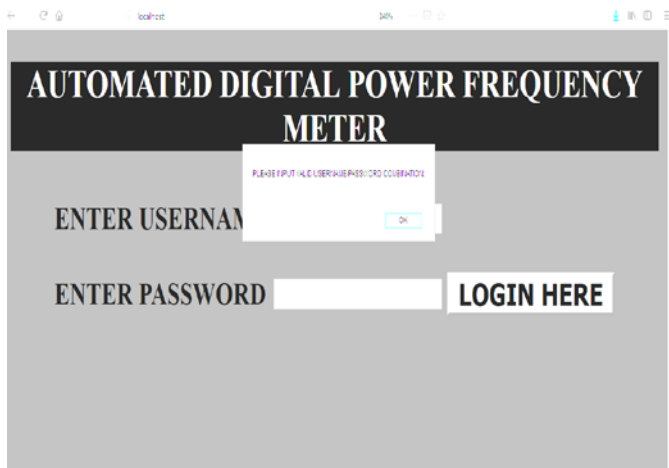 localhost
AUTOMATED DIGITAL POWER FREQUENCY
METER
PLEASE INPUT VALID USERNAME/PASSWORD COMBINATION
OK
ENTER USERNAM
ENTER PASSWORD
LOGIN HERE